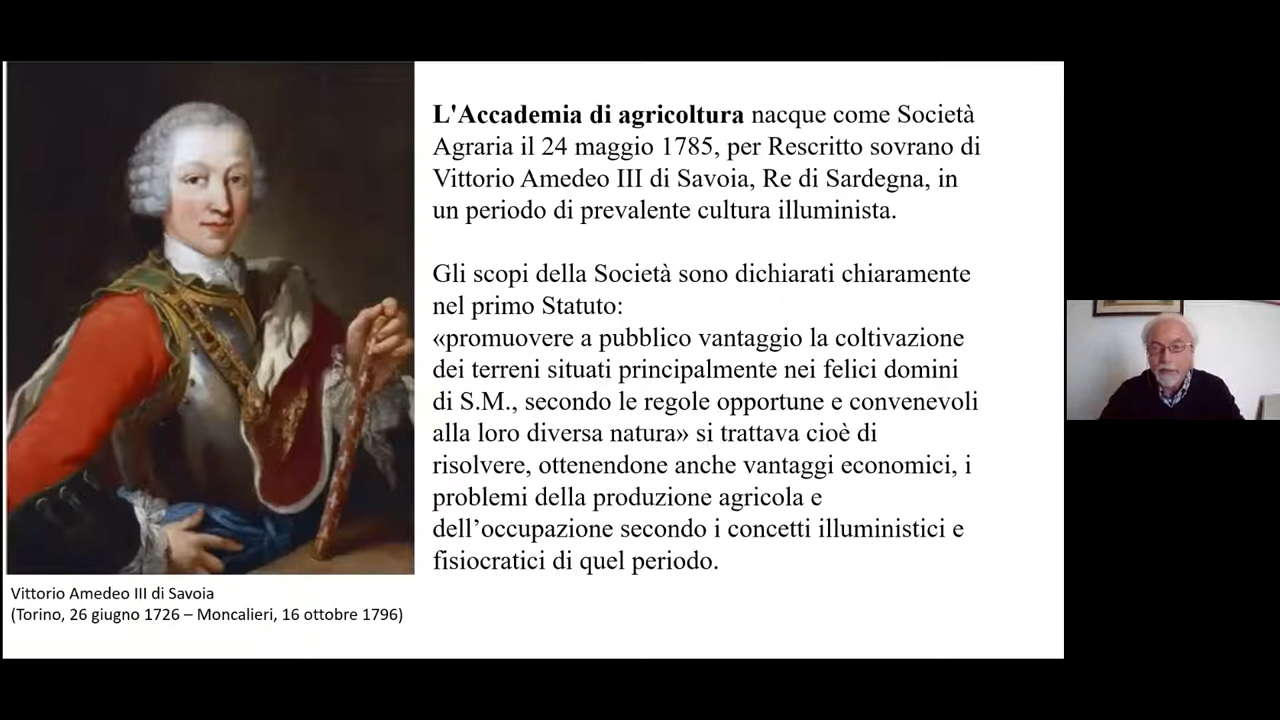 L'Accademia di agricoltura nacque come Società
Agraria il 24 maggio 1785, per Rescritto sovrano di
Vittorio Amedeo III di Savoia, Re di Sardegna, in
un periodo di prevalente cultura illuminista.
Gli scopi della Società sono dichiarati chiaramente
nel primo Statuto:
«promuovere a pubblico vantaggio la coltivazione
dei terreni situati principalmente nei felici domini
di S.M., secondo le regole opportune e convenevoli
alla loro diversa natura» si trattava cioè di
risolvere, ottenendone anche vantaggi economici, i
problemi della produzione agricola e
dell’occupazione secondo i concetti illuministici e
fisiocratici di quel periodo.
Vittorio Amedeo III di Savoia
(Torino, 26 giugno 1726 – Moncalieri, 16 ottobre 1796)